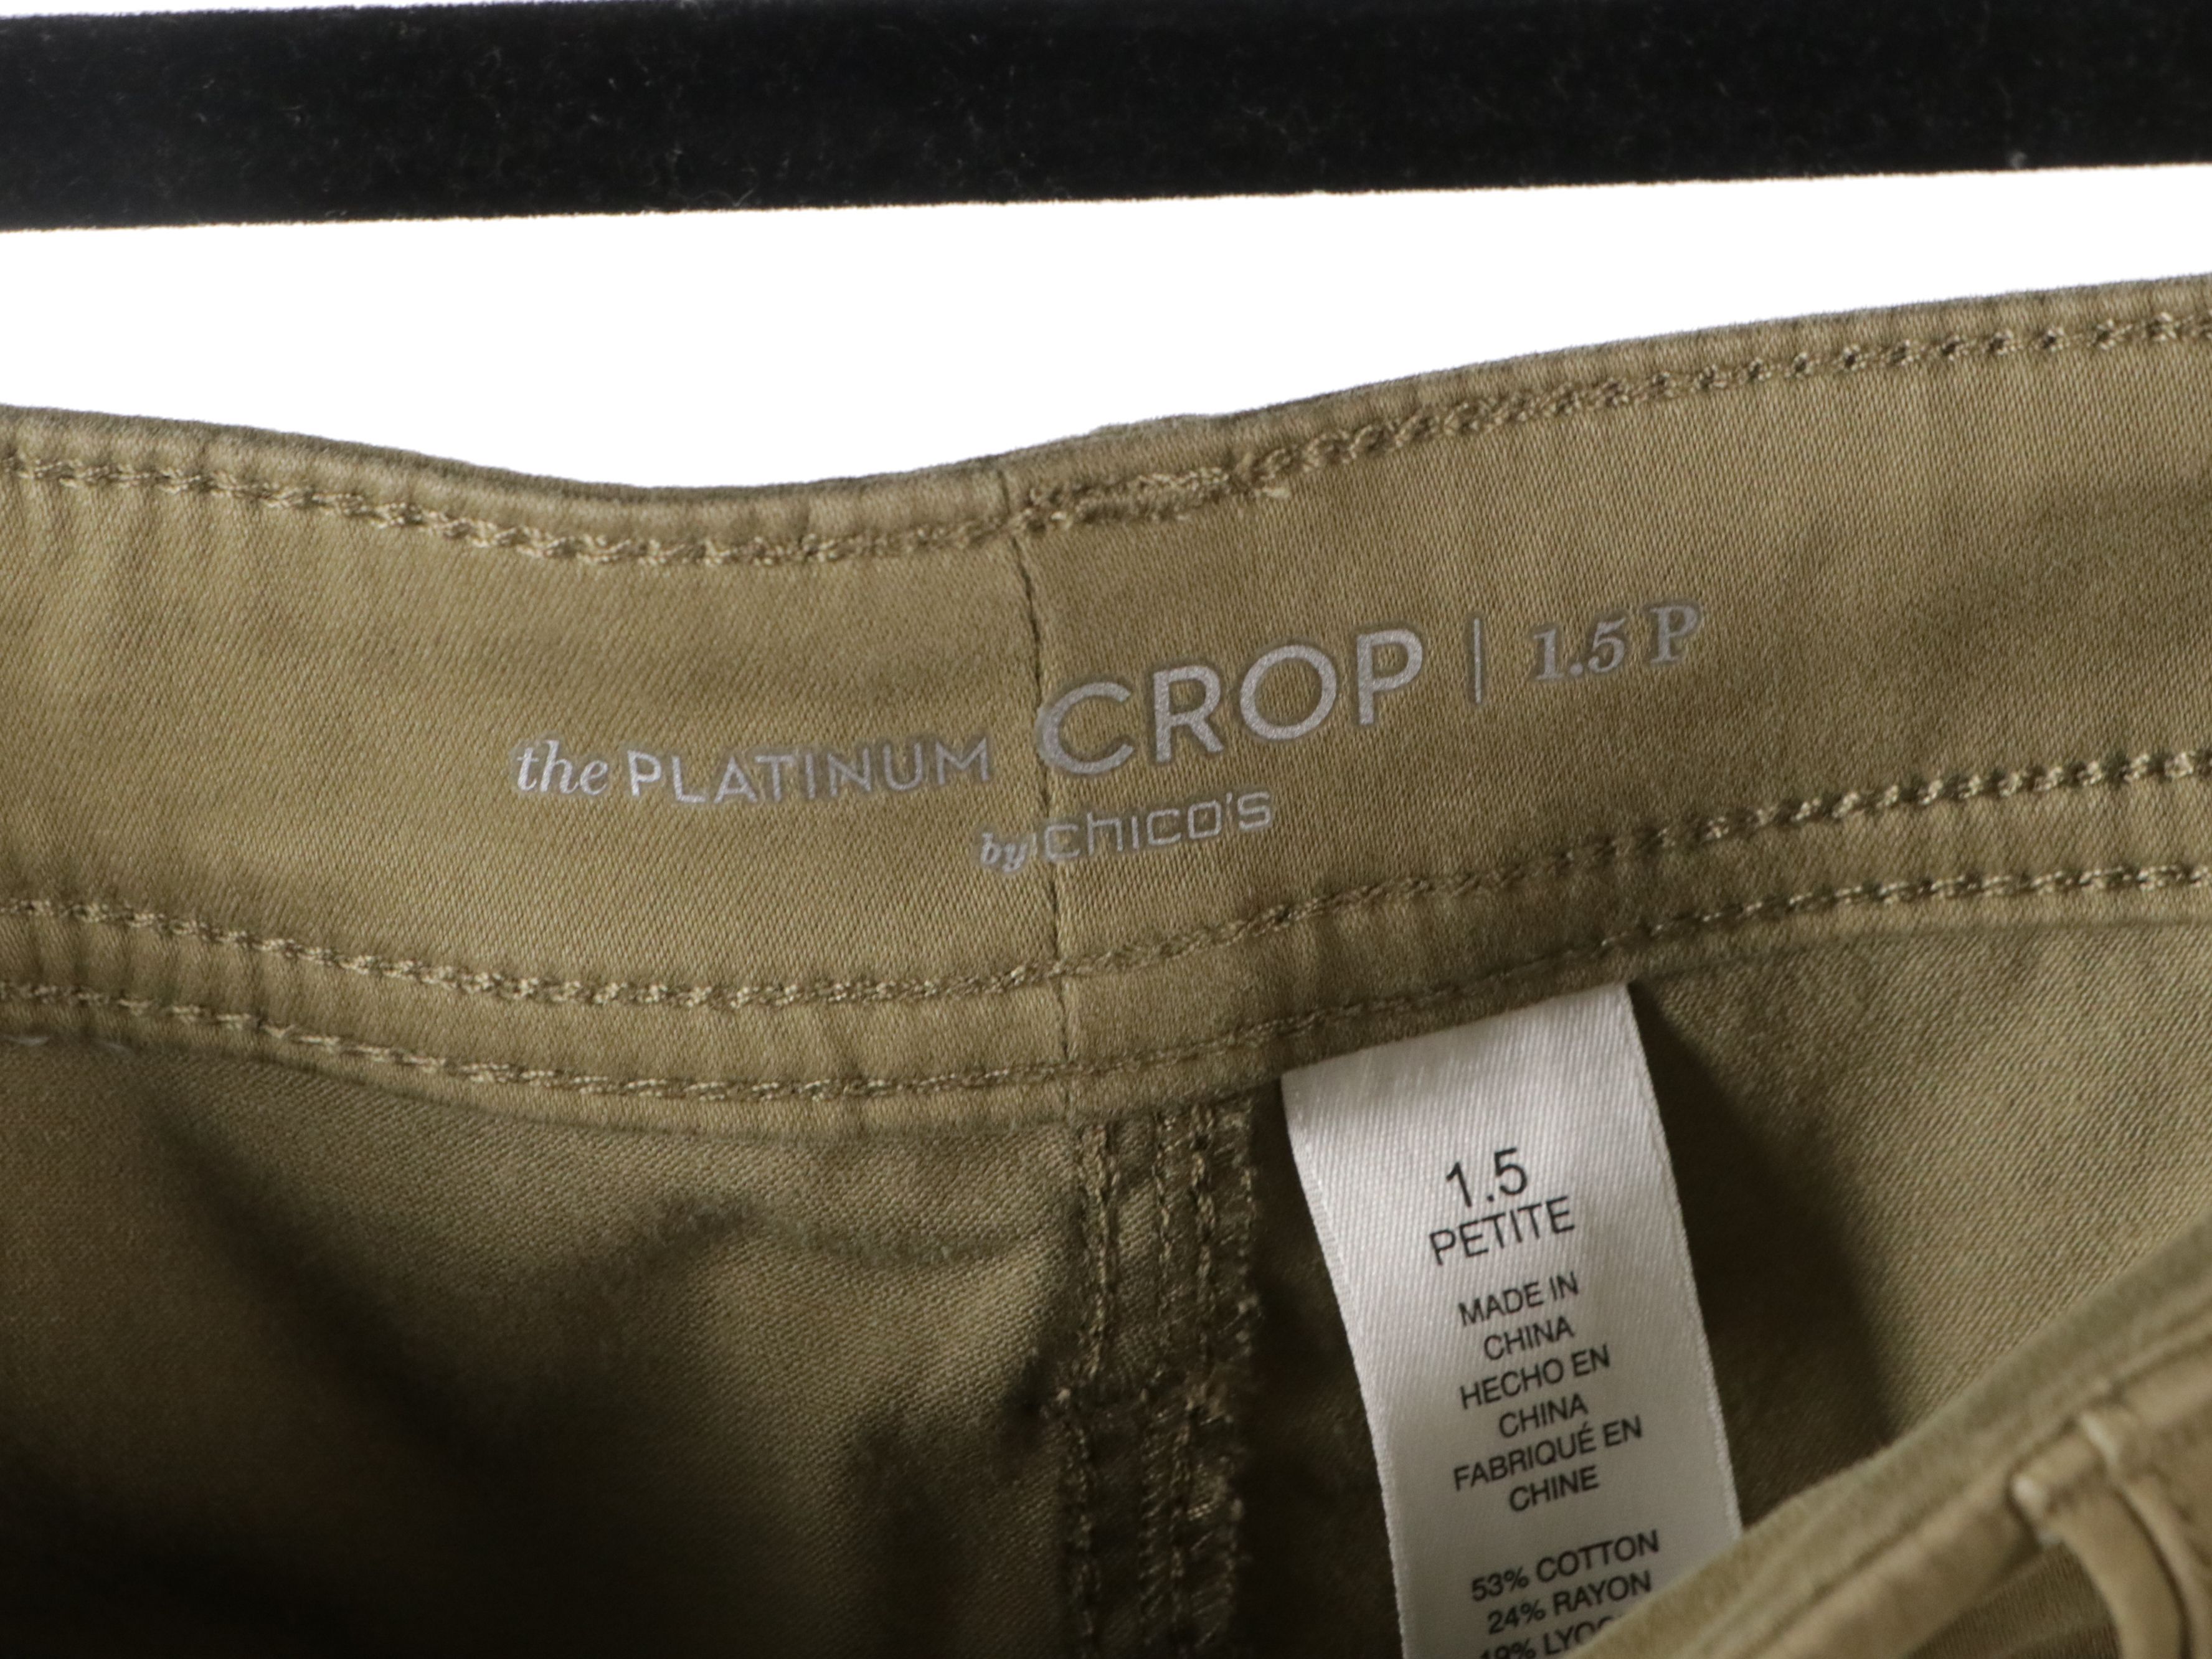 the PLATINUM CROP | 1.5 P
by chico's
1.5
PETITE
MADE IN
CHINA
HECHO EN
CHINA
FABRIQUÉ EN
CHINE
53% COTTON
24% RAYON